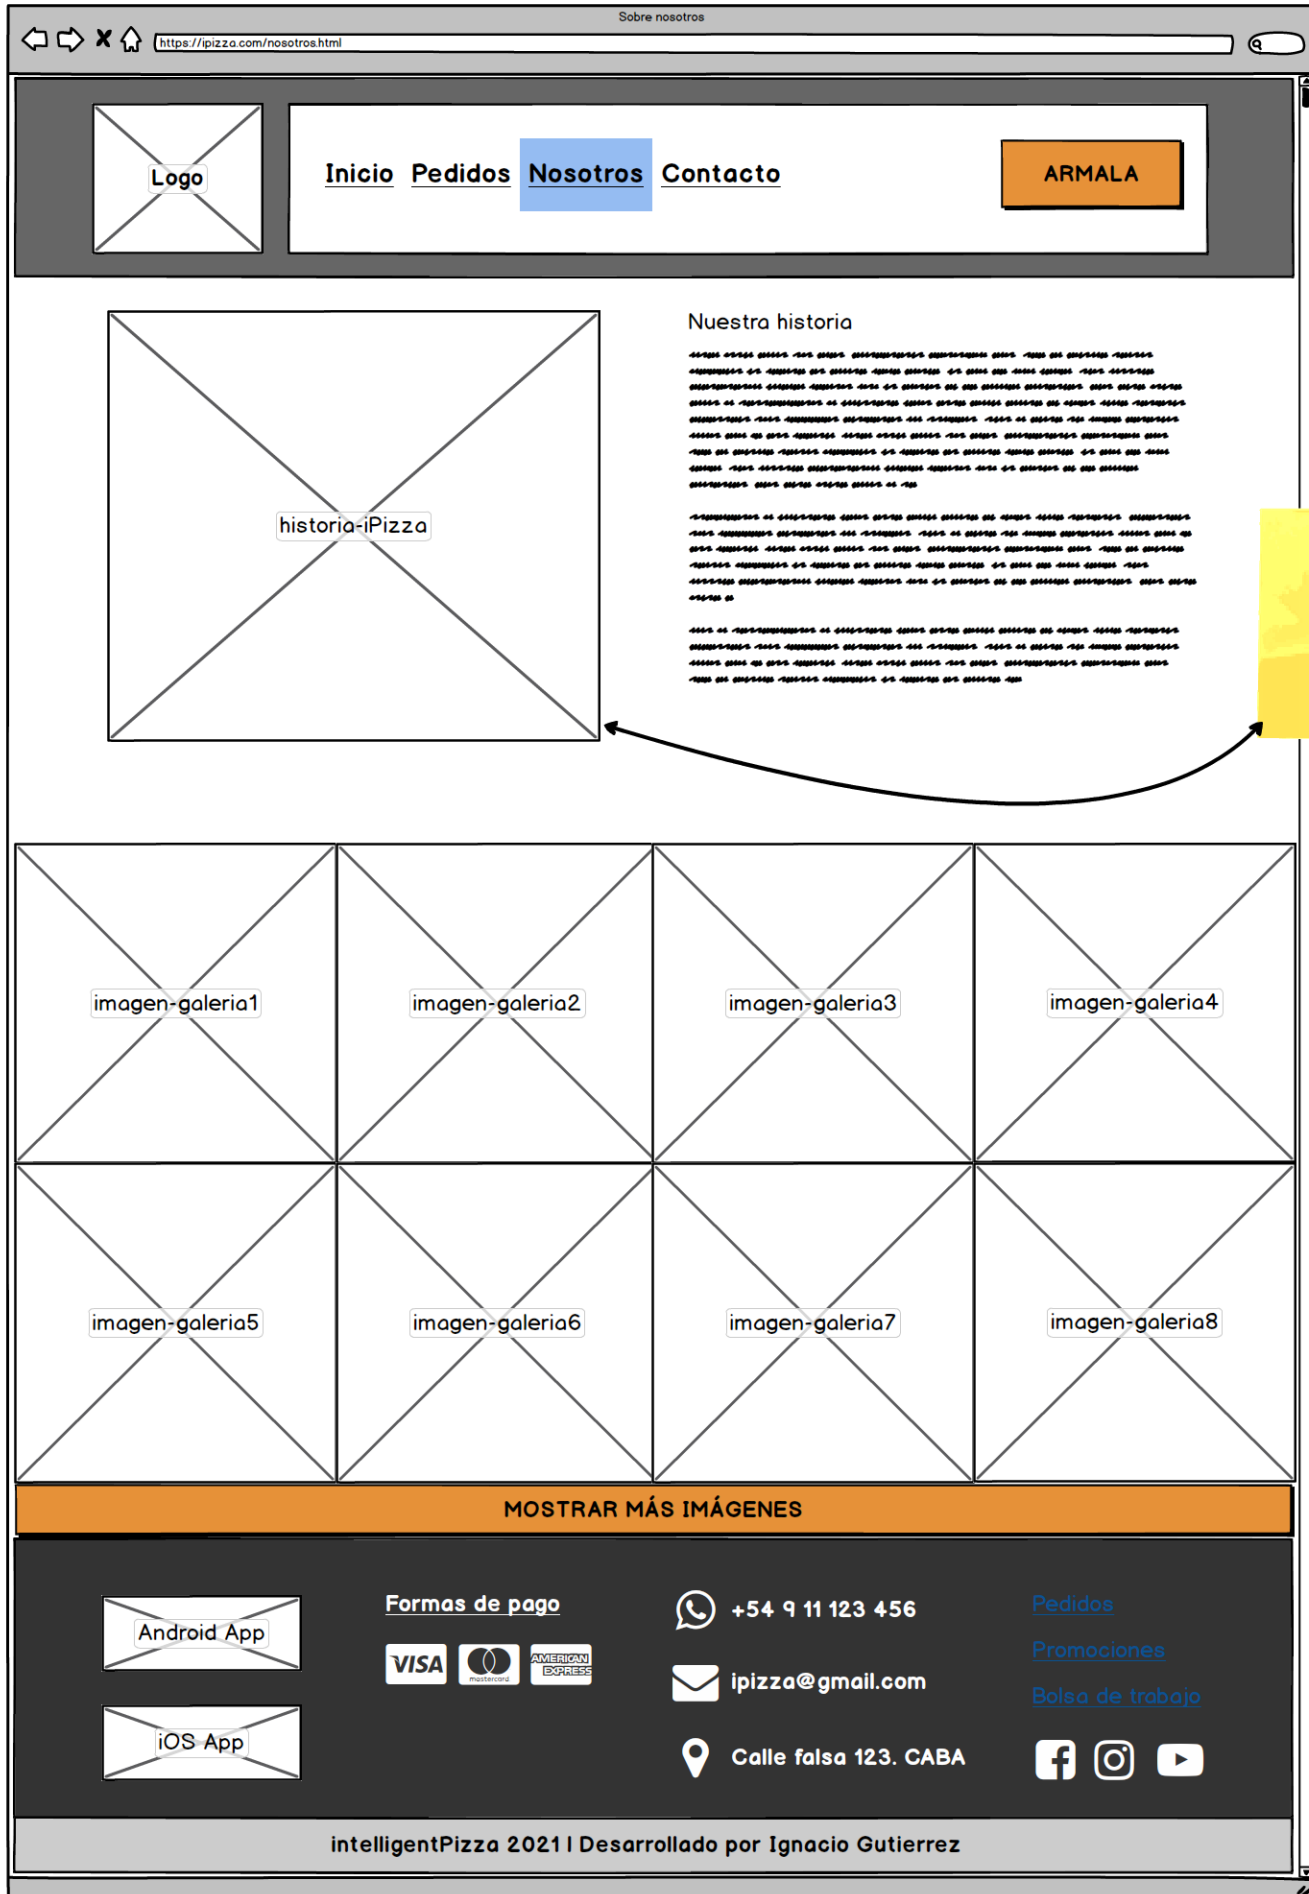 Sobre nosotros
https://ipizza.com/nosotros.html
Logo
Inicio Pedidos Nosotros Contacto
ARMALA
historia-iPizza
Nuestra historia
imagen-galeria1
imagen-galeria2
imagen-galeria3
imagen-galeria4
imagen-galeria5
imagen-galeria6
imagen-galeria7
imagen-galeria8
MOSTRAR MÁS IMÁGENES
Android App
iOS App
Formas de pago
VISA
mastercard
AMERICAN
EXPRESS
+54 9 11 123 456
ipizza@gmail.com
Calle falsa 123. CABA
Pedidos
Promociones
Bolsa de trabajo
intelligentPizza 2021 | Desarrollado por Ignacio Gutierrez